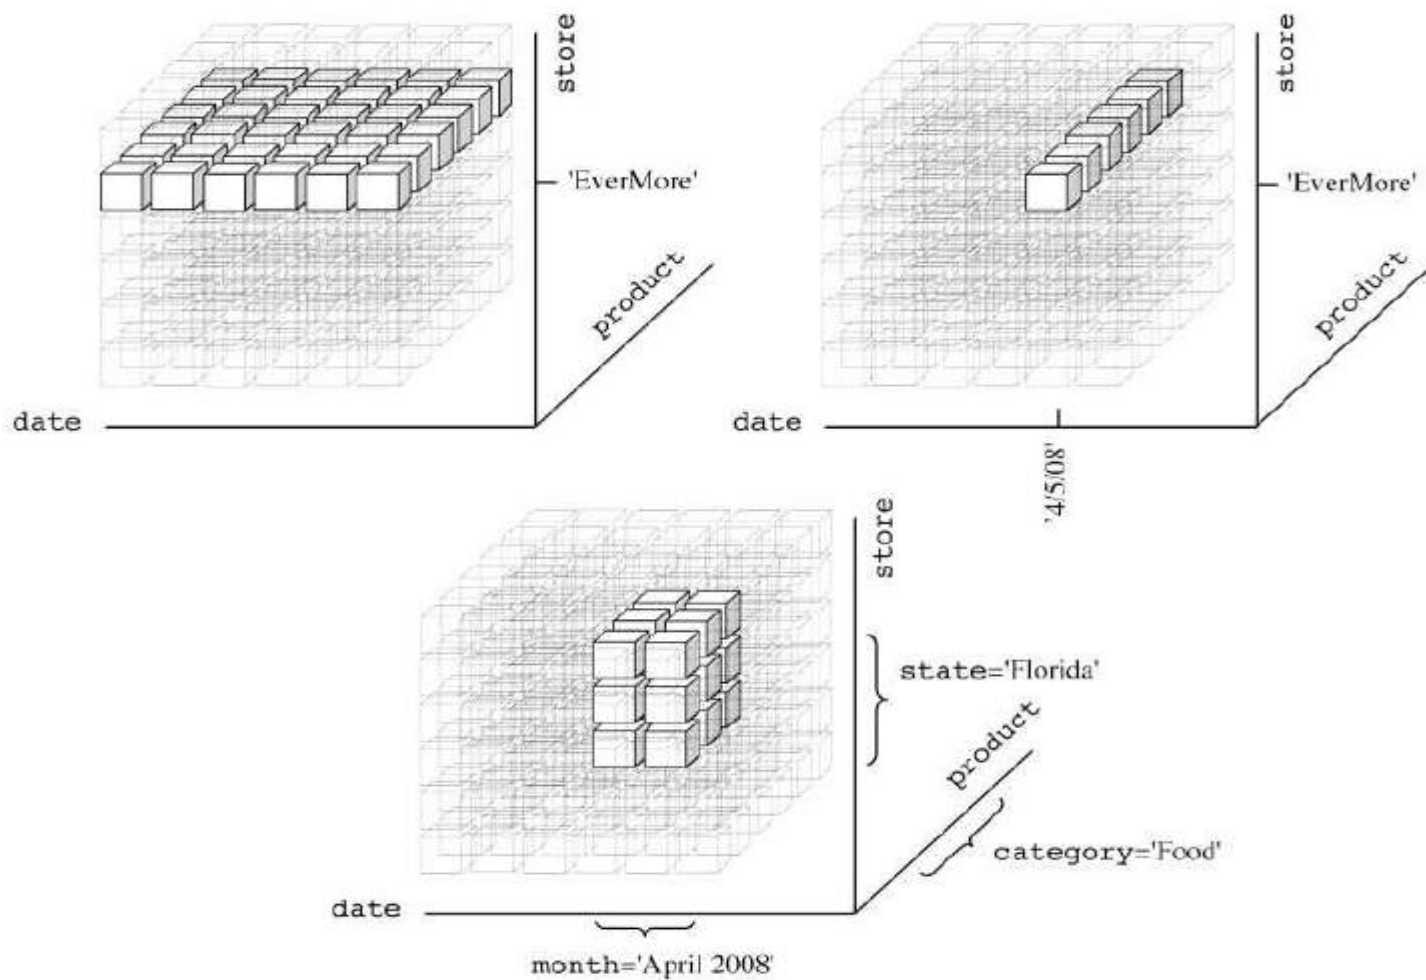 store
'EverMore'
product
date
store
'EverMore'
product
date
'4/5/08'
store
state='Florida'
product
category='Food'
date
month='April 2008'